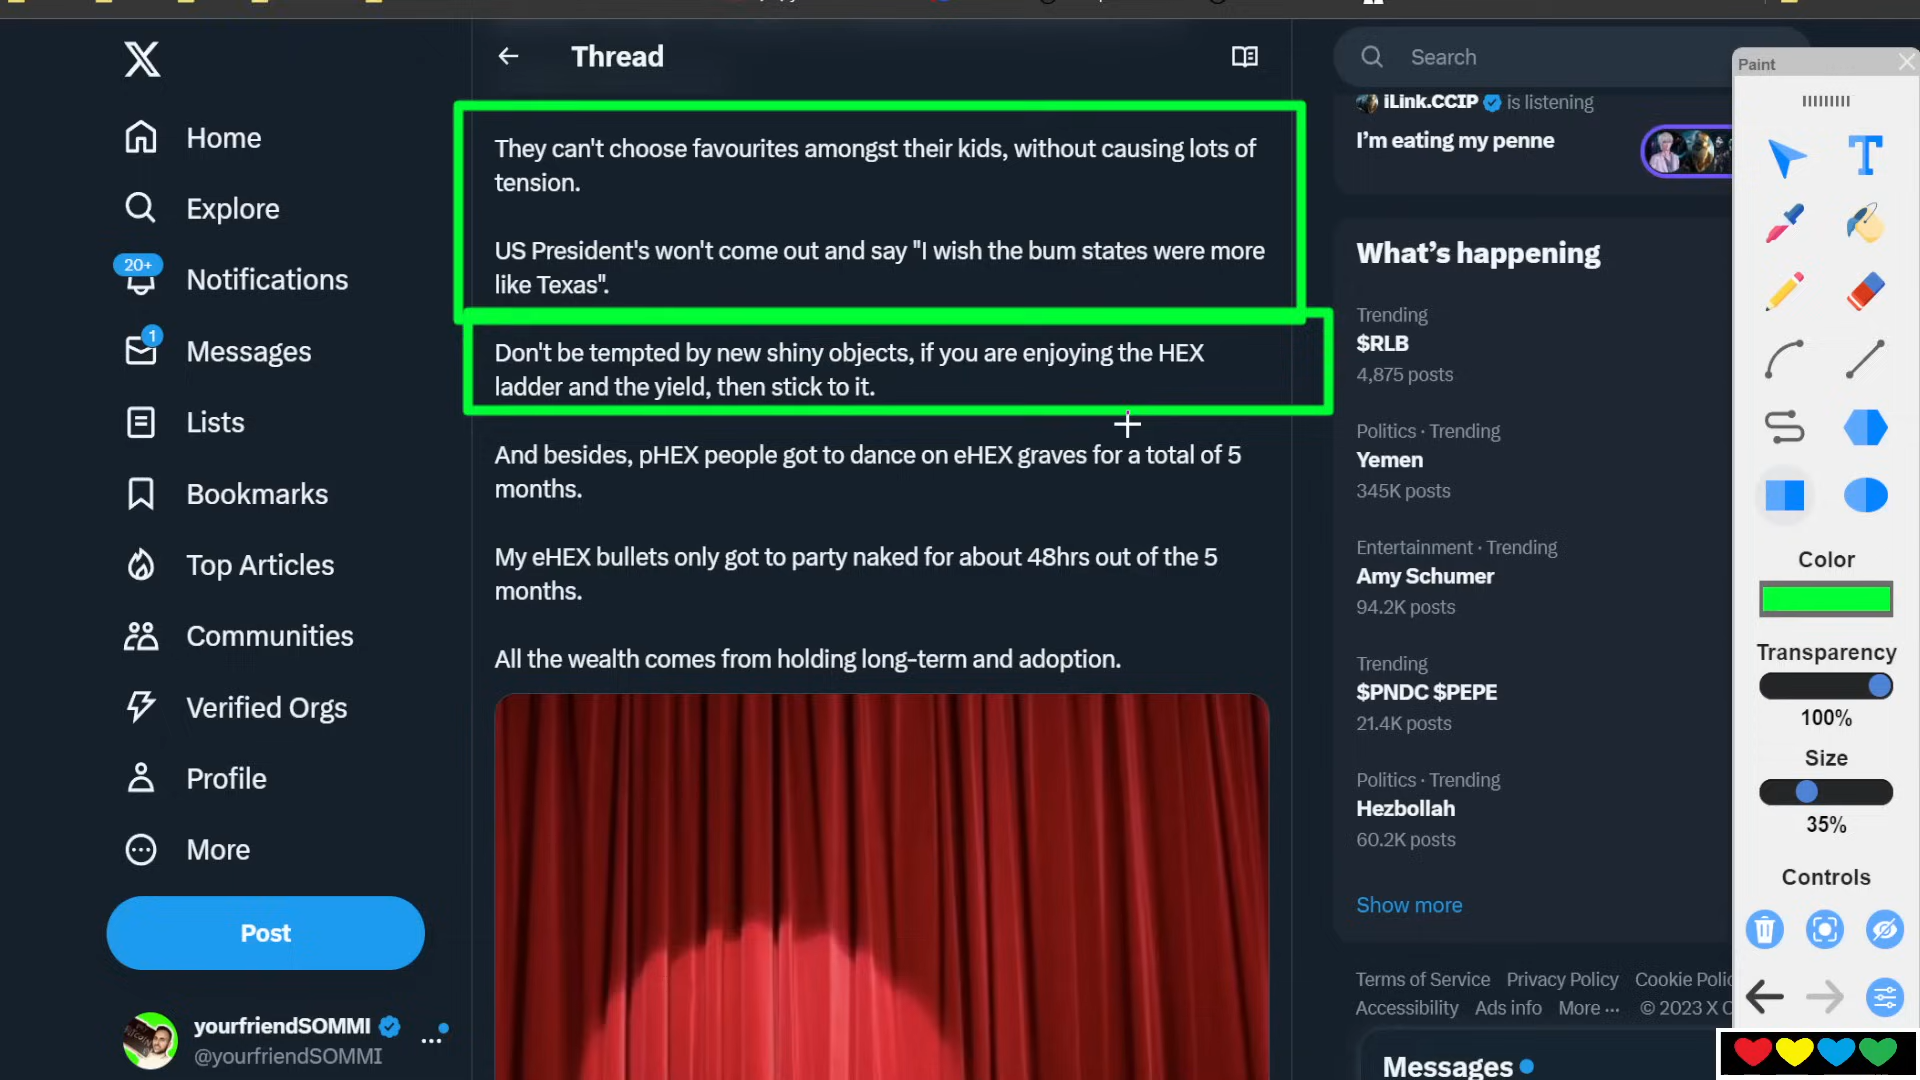 Thread
Search
Paint
Home
Explore
20+
Notifications
1
Messages
Lists
Bookmarks
Top Articles
Communities
Verified Orgs
Profile
More
Post
yourfriendSOMMI
@yourfriendSOMMI
They can't choose favourites amongst their kids, without causing lots of
tension.
US President's won't come out and say "I wish the bum states were more
like Texas".
Don't be tempted by new shiny objects, if you are enjoying the HEX
ladder and the yield, then stick to it.
And besides, pHEX people got to dance on eHEX graves for a total of 5
months.
My eHEX bullets only got to party naked for about 48hrs out of the 5
months.
All the wealth comes from holding long-term and adoption.
iLink.CCIP is listening
I'm eating my penne
What's happening
Trending
$RLB
4,875 posts
Politics · Trending
Yemen
345K posts
Entertainment · Trending
Amy Schumer
94.2K posts
Trending
$PNDC $PEPE
21.4K posts
Politics · Trending
Hezbollah
60.2K posts
Show more
Terms of Service Privacy Policy Cookie
Accessibility Ads info More ··· © 2023 X
Messages
T
Color
Transparency
100%
Size
35%
Controls